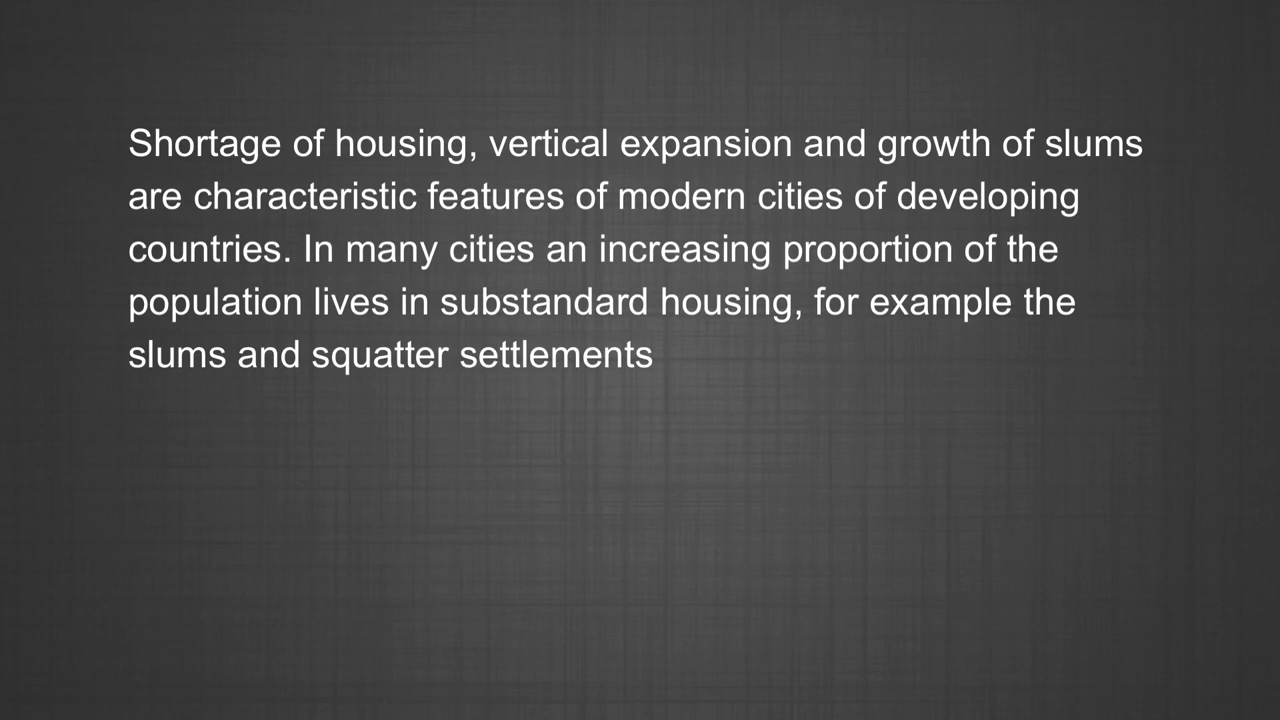 Shortage of housing, vertical expansion and growth of slums
are characteristic features of modern cities of developing
countries. In many cities an increasing proportion of the
population lives in substandard housing, for example the
slums and squatter settlements